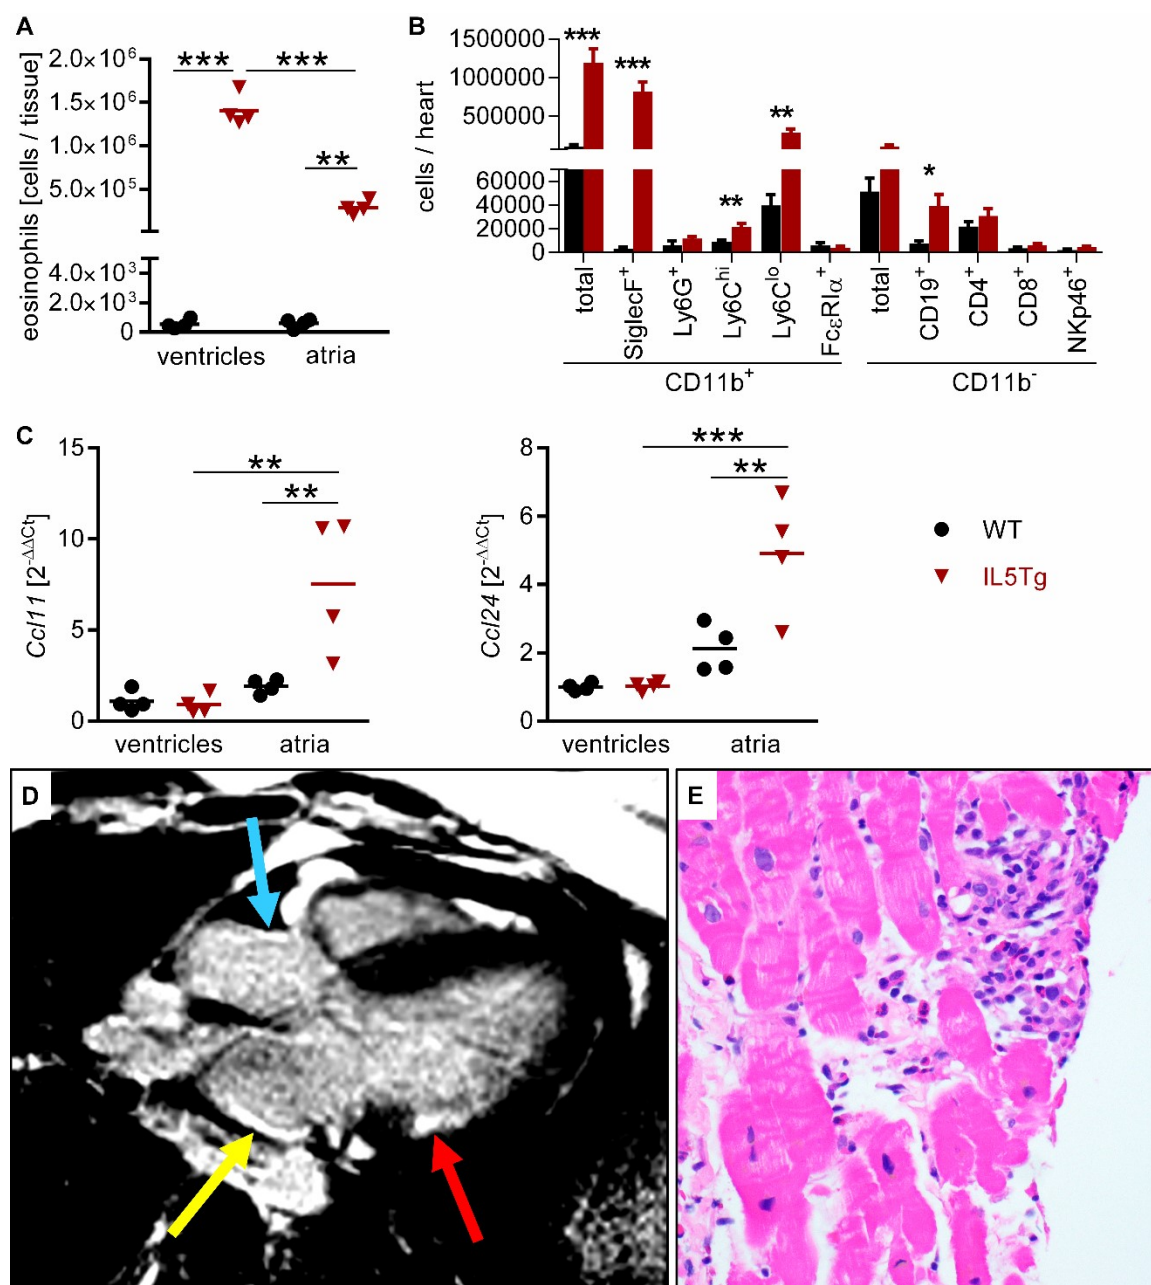 A
eosinophils [cells / tissue]
2.0×10⁶
1.5×10⁶
1.0×10⁶
5.0×10⁵
4.0×10³
2.0×10³
0
*** ***
**
ventricles atria
B
cells / heart
1500000
1000000
500000
60000
40000
20000
0
*** *** ** ** *
total SiglecF⁺ Ly6G⁺ Ly6Cʰⁱ Ly6Cˡᵒ FcεRIα⁺ total CD19⁺ CD4⁺ CD8⁺ NKp46⁺
CD11b⁺ CD11b⁻
C
Ccl11 [2⁻ΔΔCt]
15
10
5
0
**
**
ventricles atria
Ccl24 [2⁻ΔΔCt]
8
6
4
2
0
***
**
ventricles atria
WT
IL5Tg
D
E